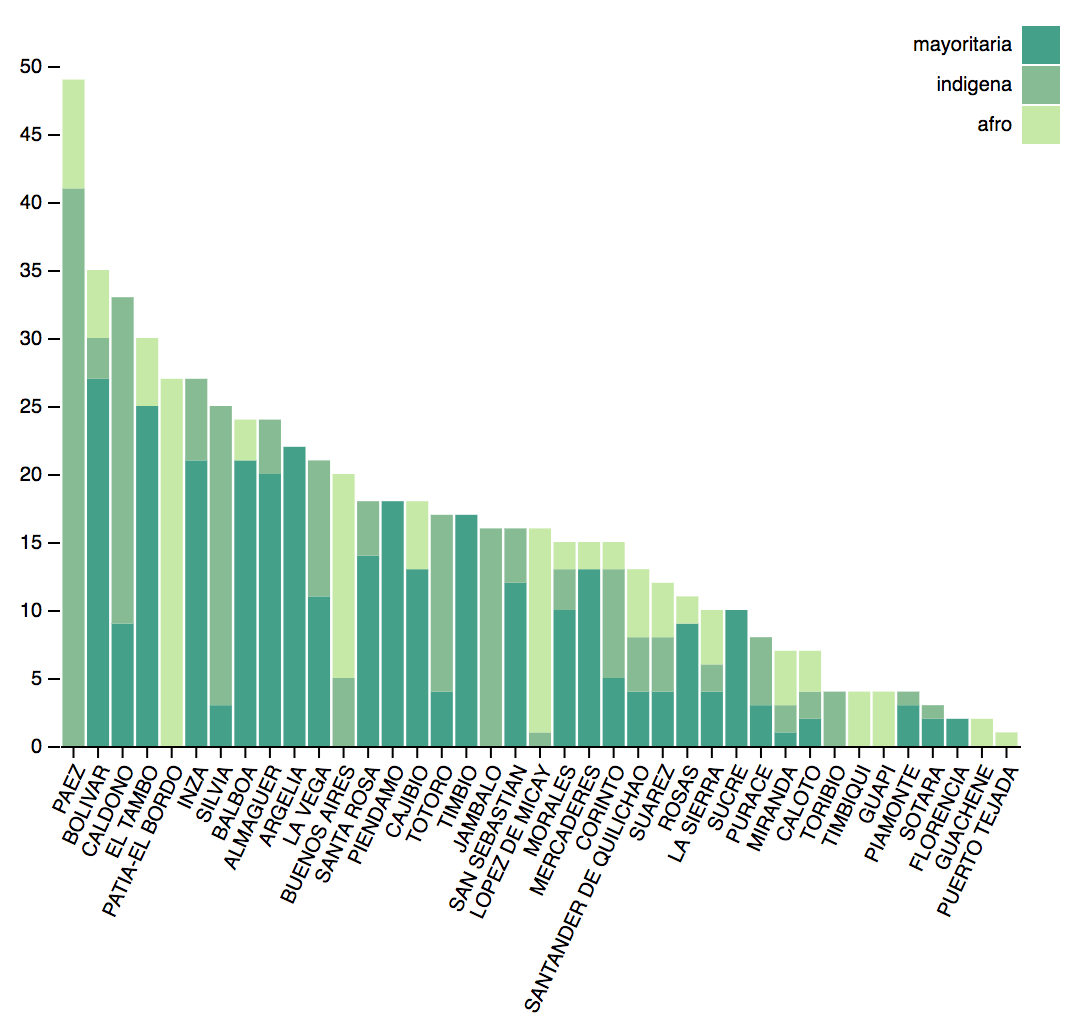 mayoritaria
indigena
afro
50
45
40
35
30
25
20
15
10
5
0
PAEZ
BOLIVAR
CALDONO
EL TAMBO
PATIA-EL BORDO
INZA
SILVIA
BALBOA
ALMAGUER
ARGELIA
LA VEGA
BUENOS AIRES
SANTA ROSA
PIENDAMO
CAJIBIO
TOTORO
TIMBIO
JAMBALO
SAN SEBASTIAN
LOPEZ DE MICAY
MORALES
MERCADERES
CORINTO
SANTANDER DE QUILICHAO
SUAREZ
ROSAS
LA SIERRA
SUCRE
PURACE
MIRANDA
CALOTO
TORIBIO
TIMBIQUI
GUAPI
PIAMONTE
SOTARA
FLORENCIA
GUACHENE
PUERTO TEJADA